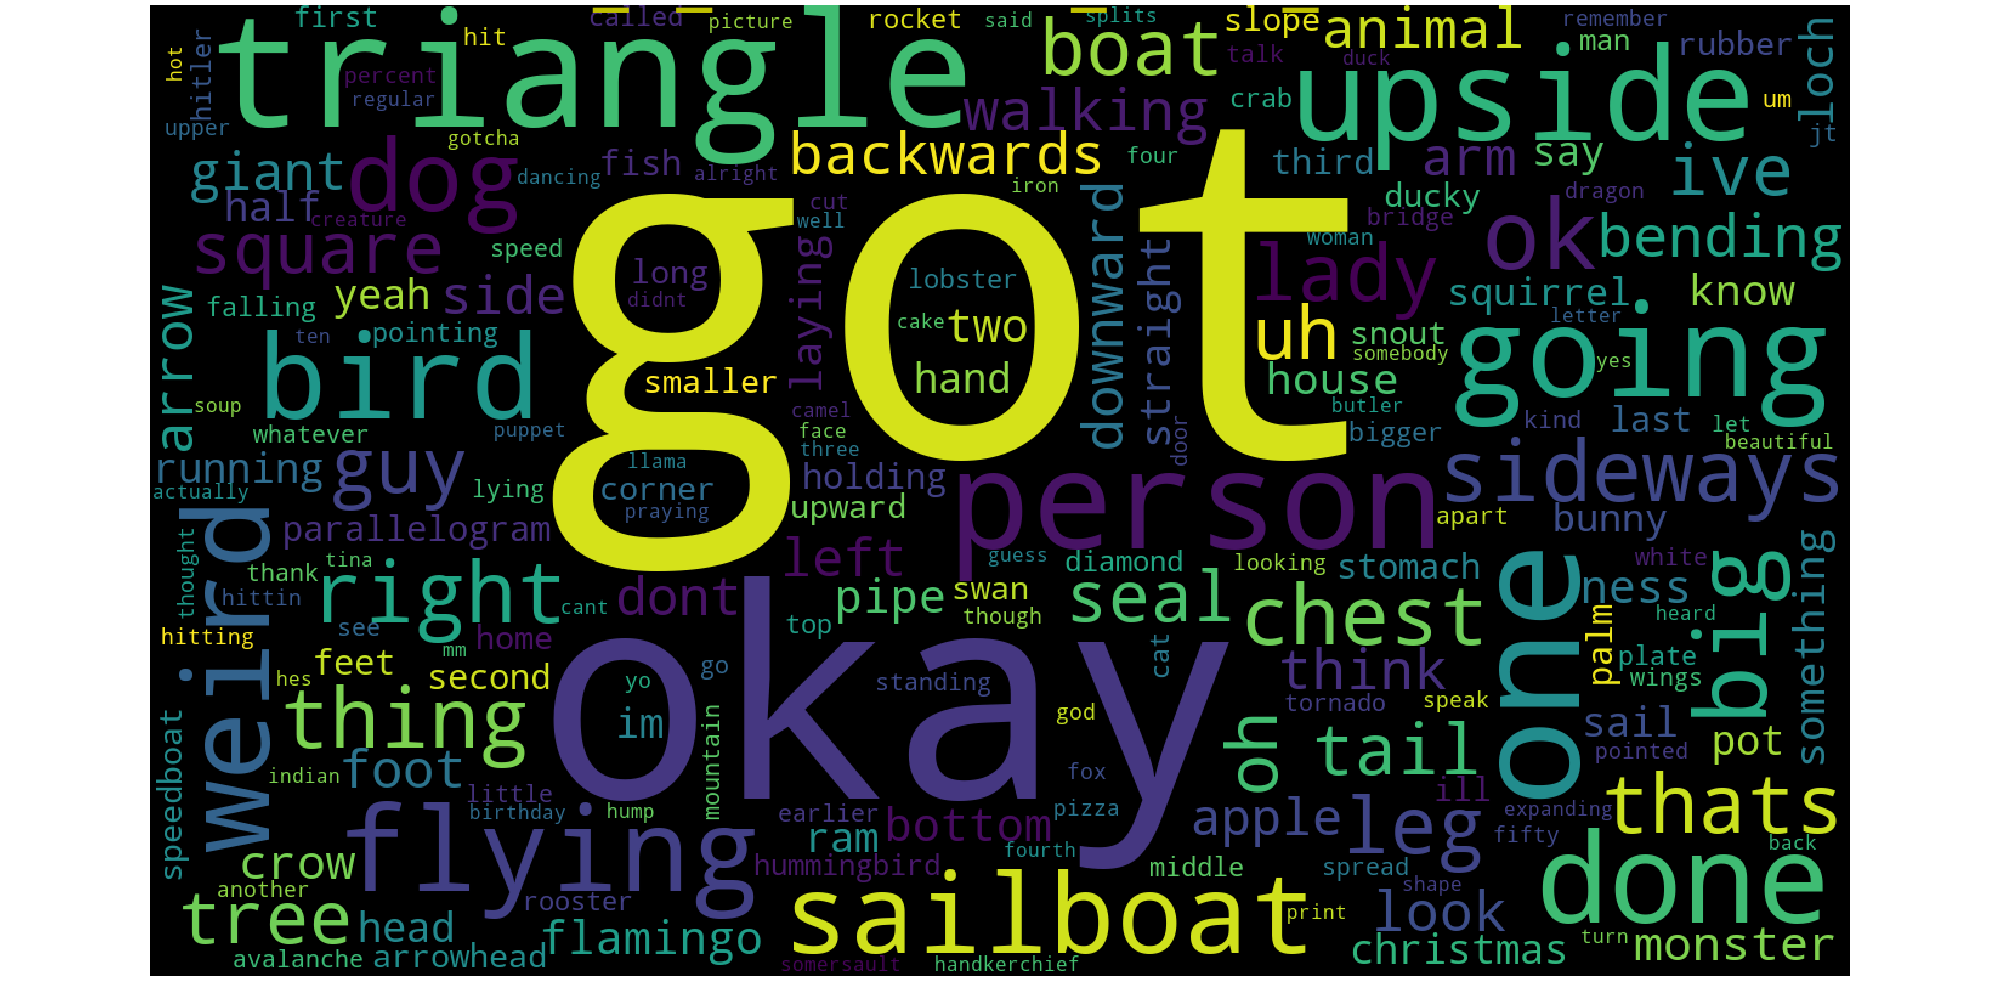 first
called
picture
rocket
said
splits
slope
animal
remember
man
rubber
loch
hot
hitler
hit
triangle
boat
talk
duck
upside
um
percent
regular
walking
crab
jt
upper
gotcha
dog
fish
alright
backwards
four
third
arm
say
ive
giant
dancing
iron
ducky
dragon
half
creature
cut
well
got
bridge
ok
bending
square
speed
long
didnt
laying
lobster
downward
straight
woman
lady
squirrel
know
arrow
falling
yeah
side
cake
two
uh
snout
somebody
letter
going
yes
ten
pointing
bird
smaller
hand
house
soup
puppet
camel
face
three
butler
bigger
kind
last
let
beautiful
whatever
door
running
guy
llama
corner
holding
person
sideways
actually
lying
praying
upward
apart
bunny
weird
parallelogram
left
guess
diamond
looking
stomach
white
something
thought
thank
tina
right
hittin
cant
dont
pipe
swan
though
seal
chest
one
ness
big
heard
hitting
see
mm
home
top
okay
cat
think
palm
plate
wings
feet
hes
second
yo
go
standing
god
tornado
speak
thing
im
mountain
oh
tail
sail
pointed
pot
speedboat
indian
foot
fox
little
birthday
hump
earlier
pizza
apple
leg
ill
expanding
fifty
thats
flying
ram
bottom
fourth
back
crow
another
hummingbird
middle
spread
shape
done
tree
rooster
sailboat
print
look
head
flamingo
turn
avalanche
arrowhead
somersault
handkerchief
christmas
monster